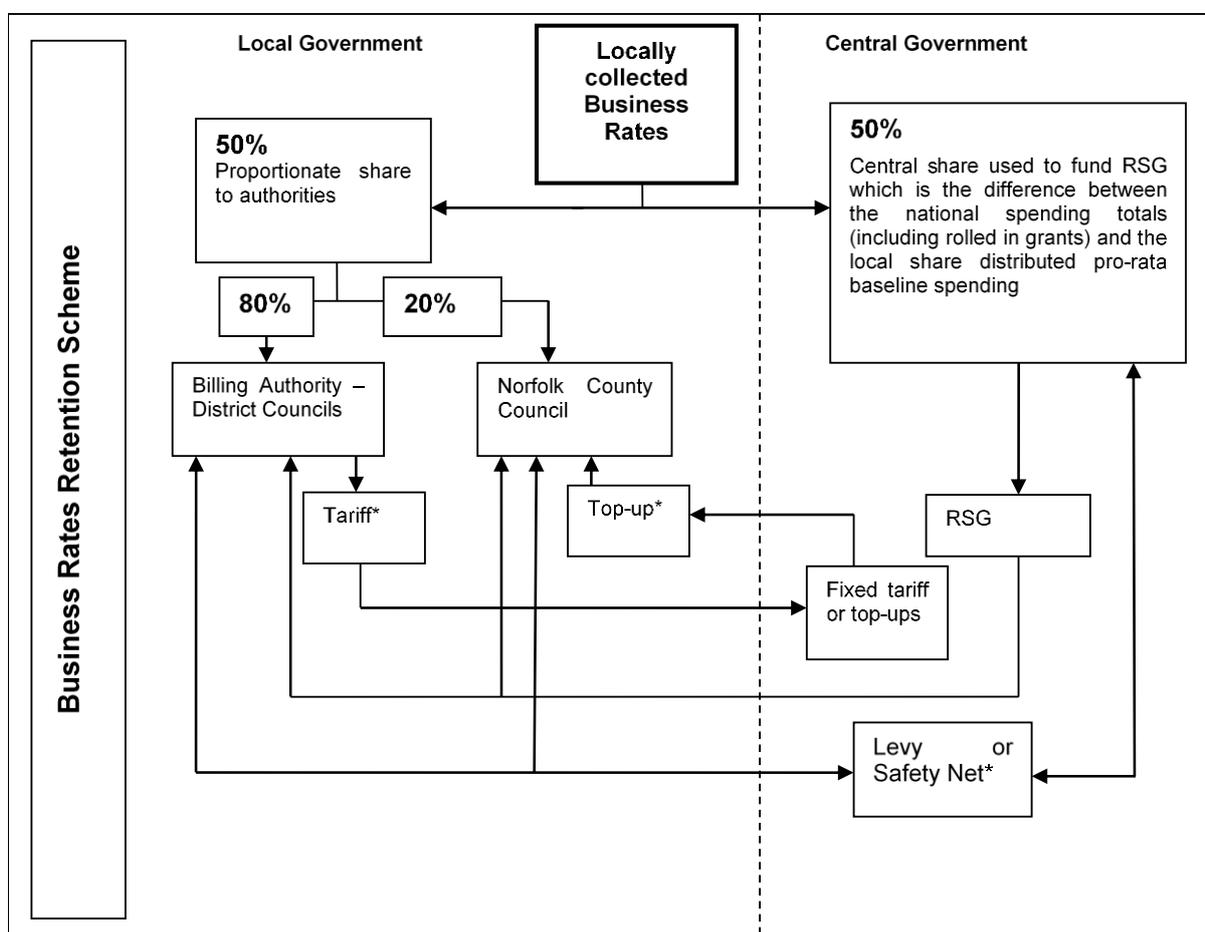 Business Rates Retention Scheme
Local Government
Locally
collected
Business
Rates
Central Government
50%
Proportionate share
to authorities
50%
Central share used to fund RSG
which is the difference between
the national spending totals
(including rolled in grants) and the
local share distributed pro-rata
baseline spending
80%
20%
Billing Authority –
District Councils
Norfolk County
Council
Tariff*
Top-up*
RSG
Fixed tariff
or top-ups
Levy or
Safety Net*